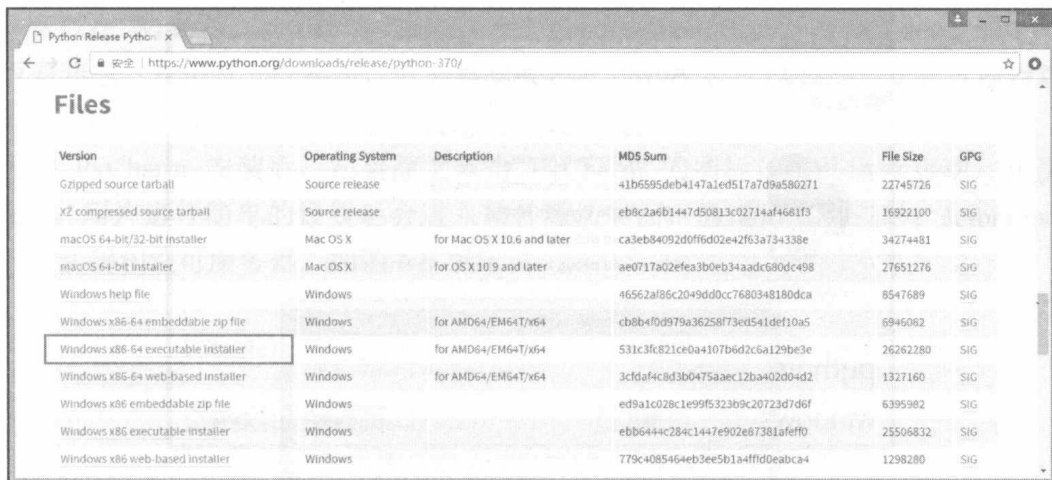 Python Release Python
安全 https://www.python.org/downloads/release/python-370/
Files
Version Operating System Description MD5 Sum File Size GPG
Gzipped source tarball Source release 41b6595deb4147a1ed517a7d9a580271 22745726 SIG
XZ compressed source tarball Source release eb8c2a6b1447d50813c02714af4681f3 16922100 SIG
macOS 64-bit/32-bit installer Mac OS X for Mac OS X 10.6 and later ca3eb84092d0ff6d02e42f63a734338e 34274481 SIG
macOS 64-bit installer Mac OS X for OS X 10.9 and later ae0717a02efea3b0eb34aadc680dc498 27651276 SIG
Windows help file Windows 46562af86c2049dd0cc7680348180dca 8547689 SIG
Windows x86-64 embeddable zip file Windows for AMD64/EM64T/x64 cb8b4f0d979a36258f73ed541def10a5 6946082 SIG
Windows x86-64 executable installer Windows for AMD64/EM64T/x64 531c3fc821ce0a4107b6d2c6a129be3e 26262280 SIG
Windows x86-64 web-based installer Windows for AMD64/EM64T/x64 3cfdaf4c8d3b0475aaec12ba402d04d2 1327160 SIG
Windows x86 embeddable zip file Windows ed9a1c028c1e99f5323b9c20723d7d6f 6395982 SIG
Windows x86 executable installer Windows ebb6444c284c1447e902e87381afeff0 25506832 SIG
Windows x86 web-based installer Windows 779c4085464eb3ee5b1a4fffd0eabca4 1298280 SIG